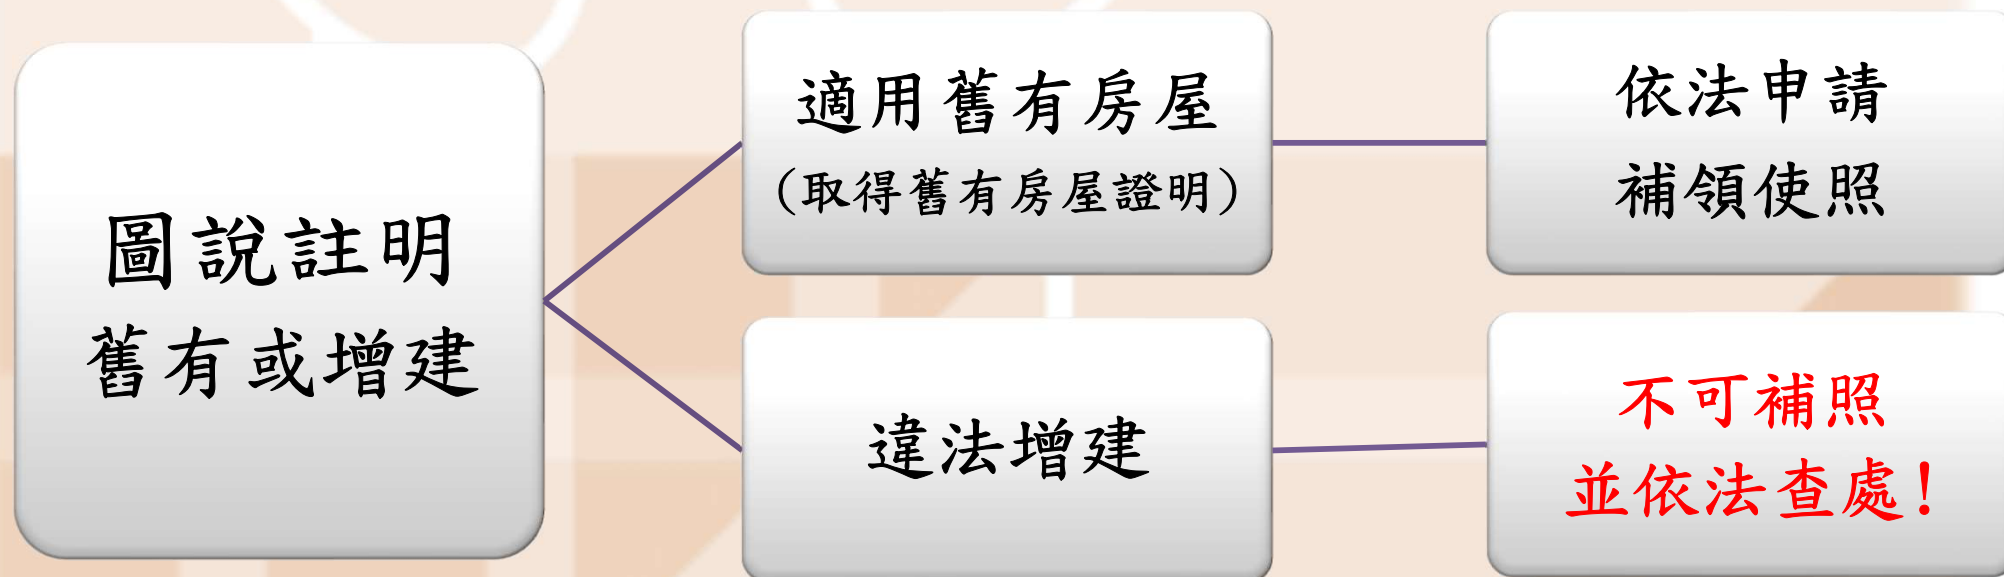 圖說註明
舊有或增建
適用舊有房屋
(取得舊有房屋證明)
依法申請
補領使照
違法增建
不可補照
並依法查處!